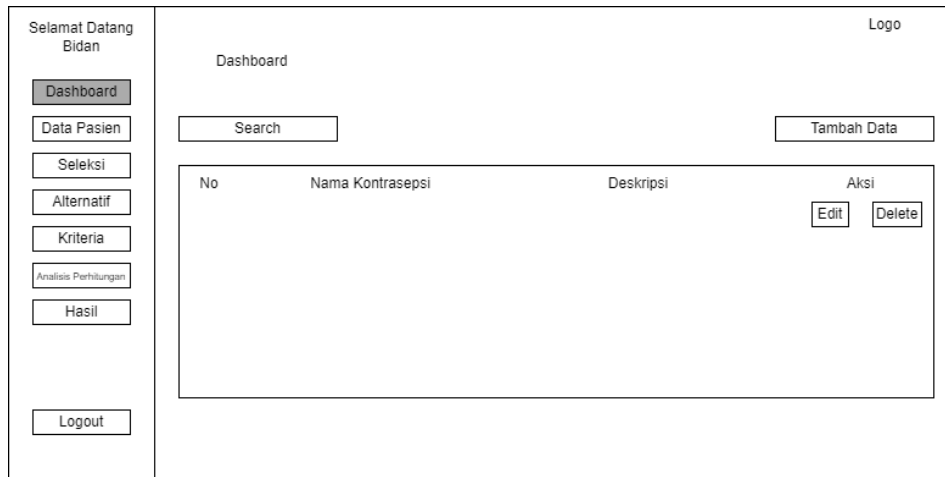 Selamat Datang
Bidan
Dashboard
Data Pasien
Seleksi
Alternatif
Kriteria
Analisis Perhitungan
Hasil
Logout
Logo
Dashboard
Search
Tambah Data
No Nama Kontrasepsi Deskripsi Aksi
Edit Delete